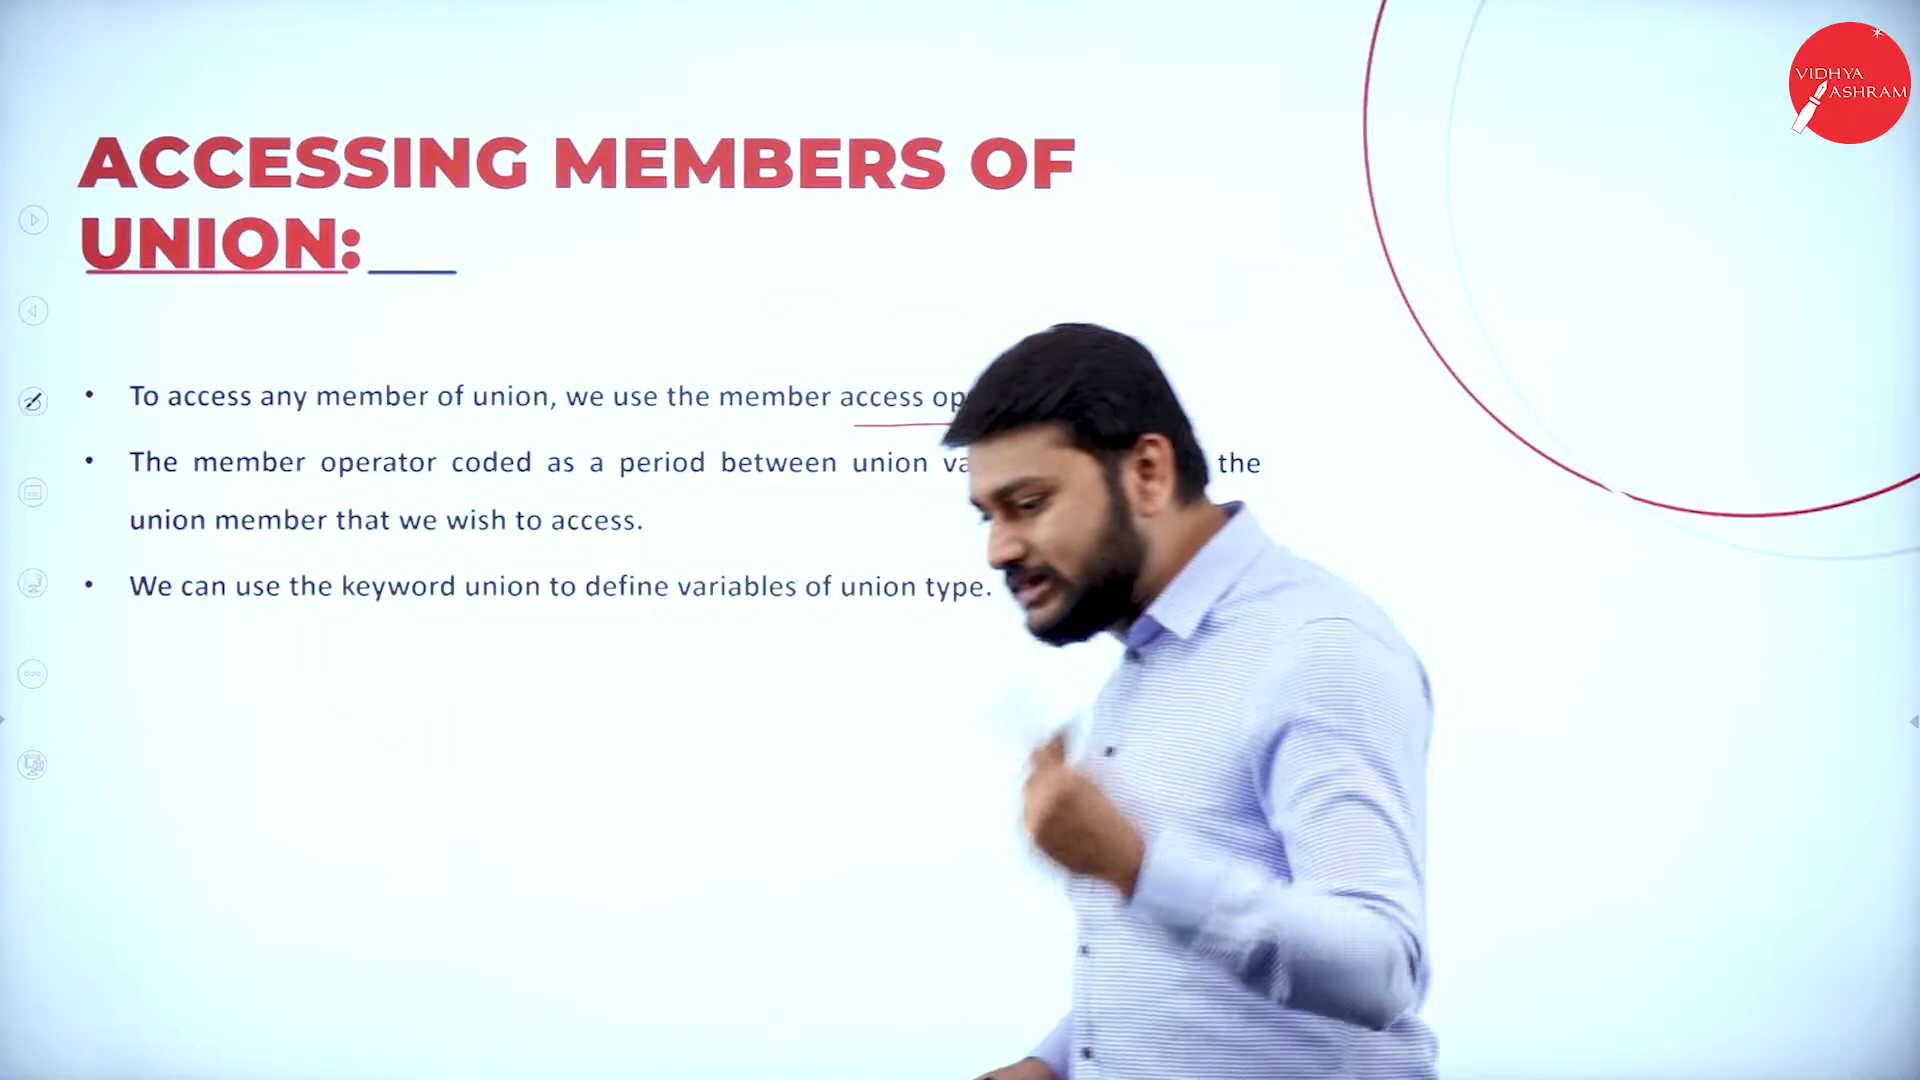 VIDHYA
ASHRAM
ACCESSING MEMBERS OF
UNION:
• To access any member of union, we use the member access
• The member operator coded as a period between union the
union member that we wish to access.
• We can use the keyword union to define variables of union type.